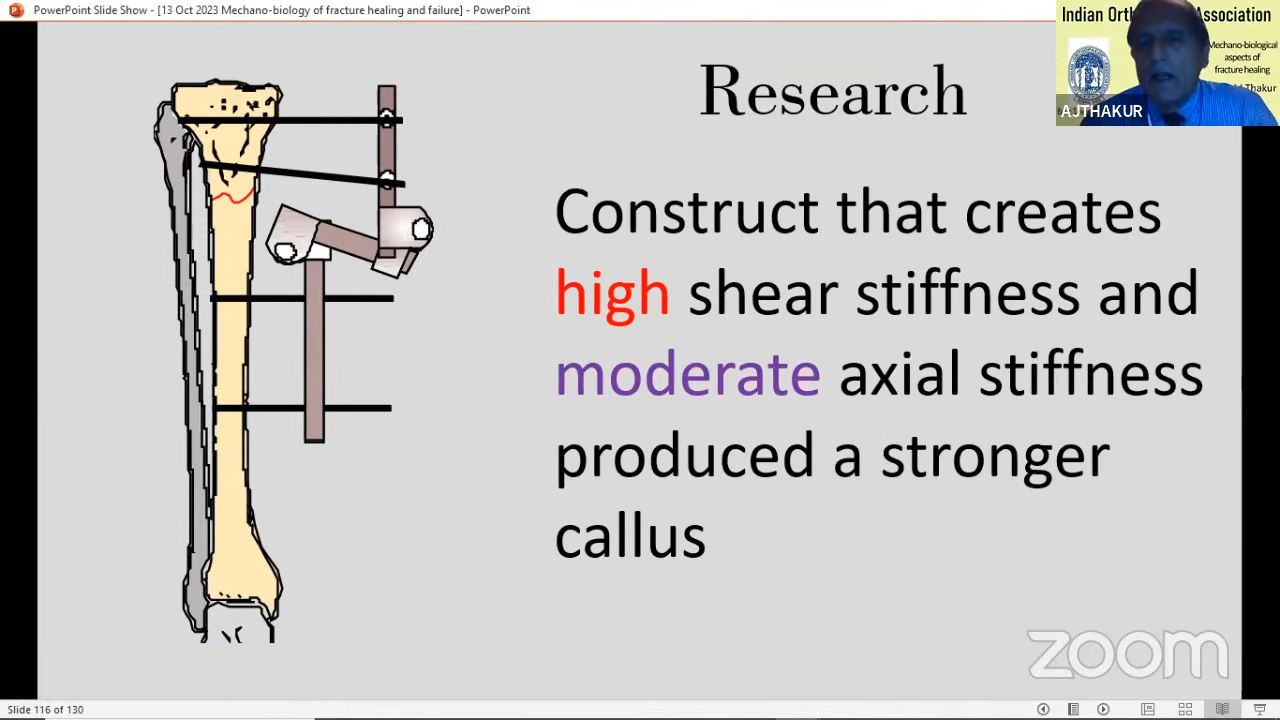 PowerPoint Slide Show - [13 Oct 2023 Mechano-biology of fracture healing and failure] - PowerPoint
Indian Orth Association
Mechano-biological
aspects of
fracture healing
Thakur
AJTHAKUR
Research
Construct that creates
high shear stiffness and
moderate axial stiffness
produced a stronger
callus
zoom
Slide 116 of 130